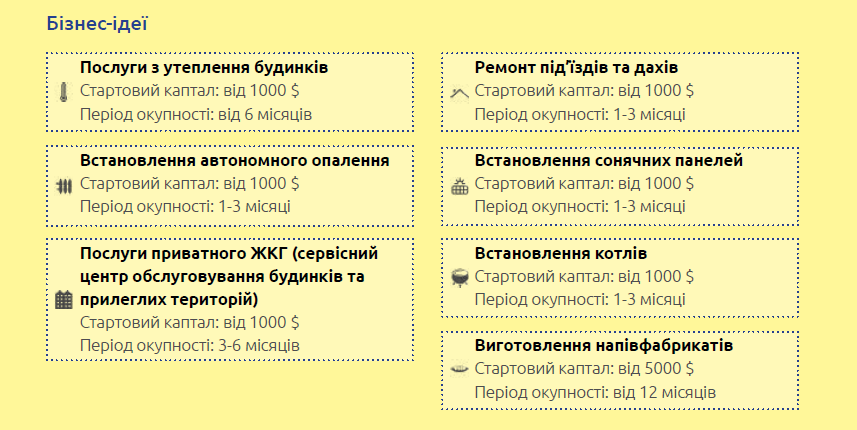 Бізнес-ідеї
Послуги з утеплення будинків
Стартовий каптал: від 1000 $
Період окупності: від 6 місяців
Встановлення автономного опалення
Стартовий каптал: від 1000 $
Період окупності: 1-3 місяці
Послуги приватного ЖКГ (сервісний
центр обслуговування будинків та
прилеглих територій)
Стартовий каптал: від 1000 $
Період окупності: 3-6 місяців
Ремонт під’їздів та дахів
Стартовий каптал: від 1000 $
Період окупності: 1-3 місяці
Встановлення сонячних панелей
Стартовий каптал: від 1000 $
Період окупності: 1-3 місяці
Встановлення котлів
Стартовий каптал: від 1000 $
Період окупності: 1-3 місяці
Виготовлення напівфабрикатів
Стартовий каптал: від 5000 $
Період окупності: від 12 місяців